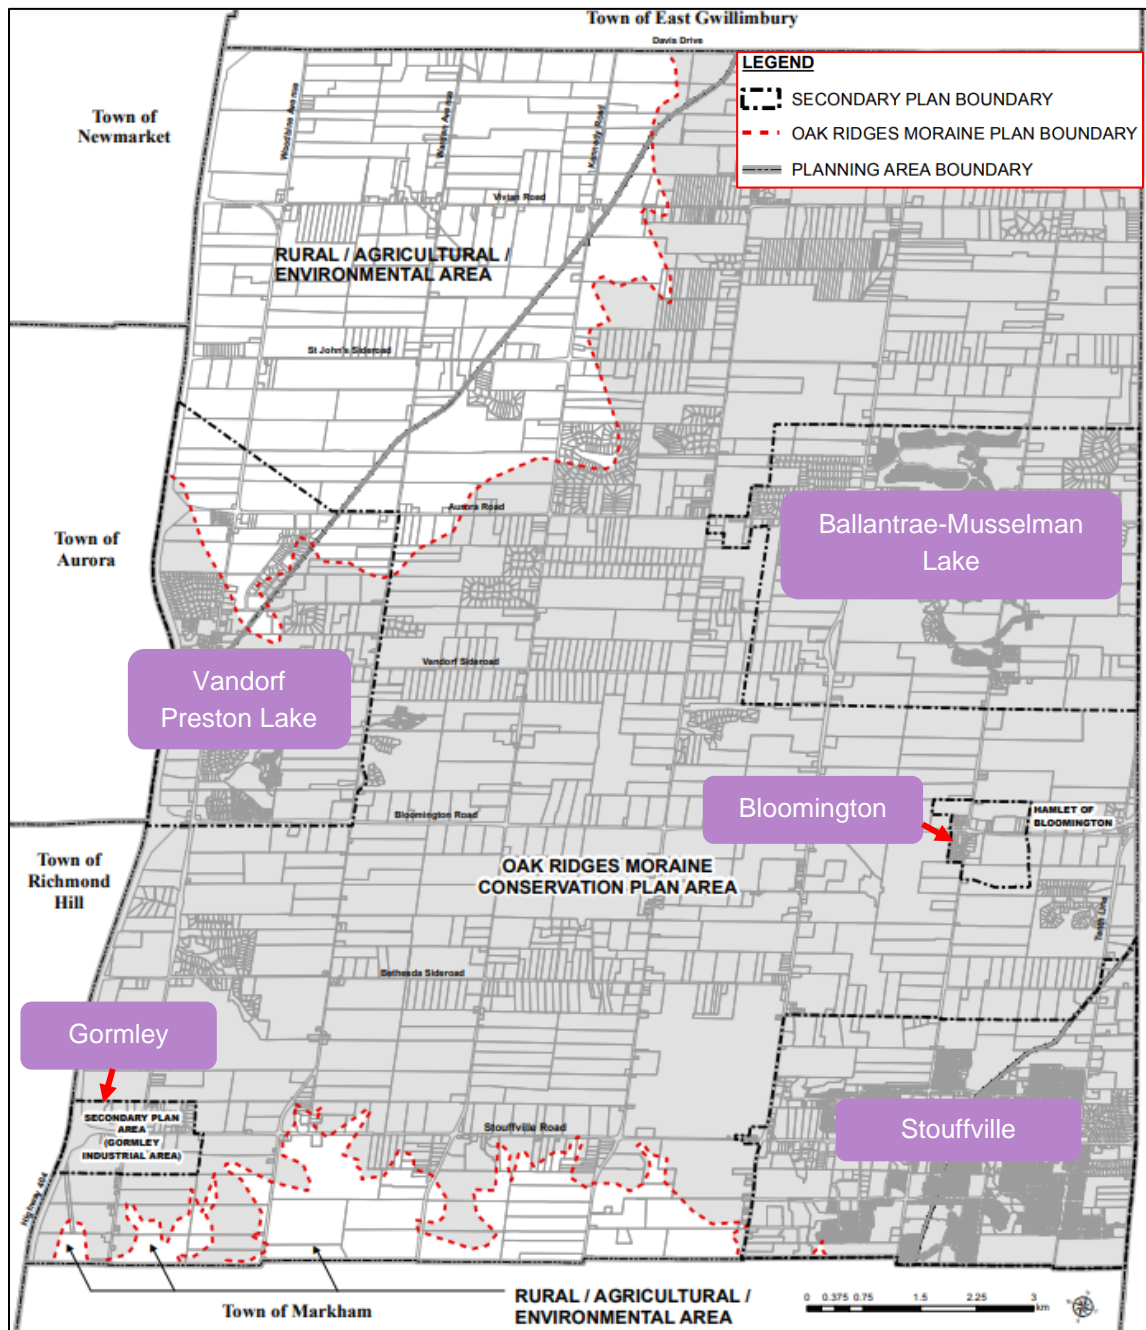 Town of East Gwillimbury
Davis Drive
LEGEND
SECONDARY PLAN BOUNDARY
OAK RIDGES MORAINE PLAN BOUNDARY
PLANNING AREA BOUNDARY
Town of
Newmarket
Woodbine Avenue
Warden Avenue
Kennedy Road
Vivian Road
RURAL / AGRICULTURAL /
ENVIRONMENTAL AREA
St John's Sideroad
Aurora Road
Town of
Aurora
Ballantrae-Musselman
Lake
Vandorf
Preston Lake
Vandorf Sideroad
Bloomington
HAMLET OF
BLOOMINGTON
Bloomington Road
Town of
Richmond
Hill
OAK RIDGES MORAINE
CONSERVATION PLAN AREA
Tenth Line
Bethesda Sideroad
Gormley
SECONDARY PLAN
AREA
(GORMLEY
INDUSTRIAL AREA)
Stouffville Road
Stouffville
Highway 404
Town of Markham
RURAL / AGRICULTURAL /
ENVIRONMENTAL AREA
0 0.375 0.75 1.5 2.25 3
km